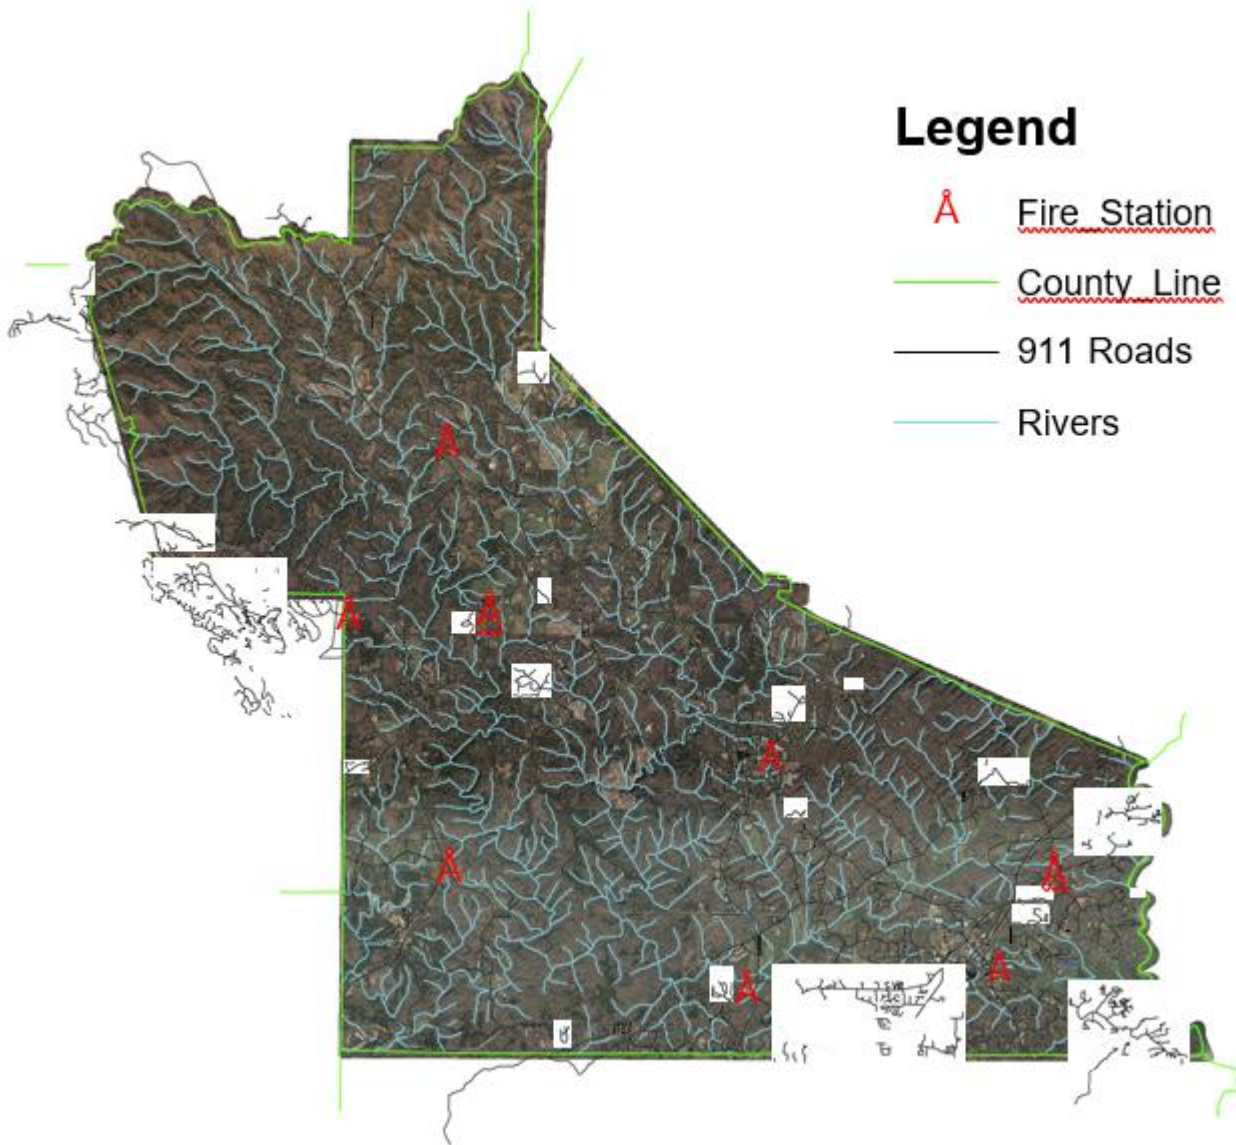 Legend
Å Fire_Station
County_Line
911 Roads
Rivers
Å
Å
Å
Å
Å
Å
Å
Å